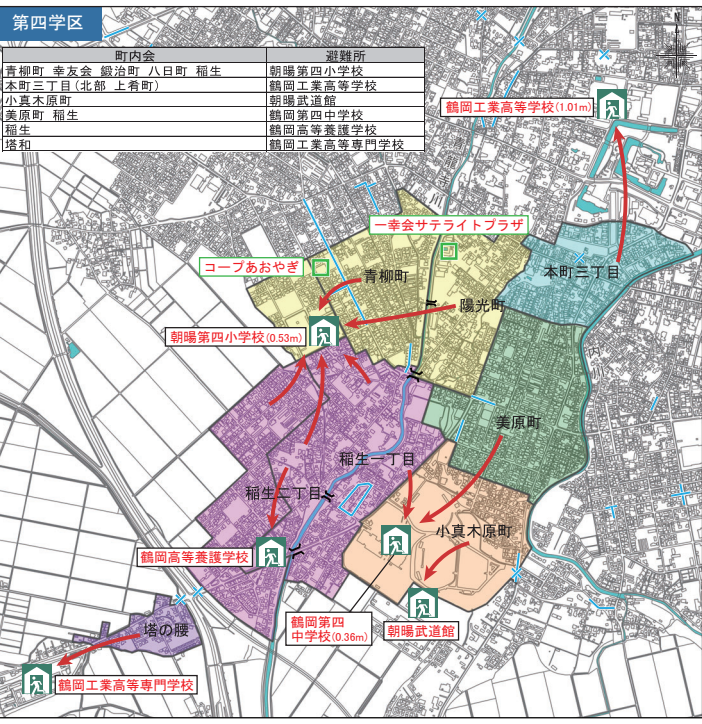 第四学区
N
町内会 避難所
青柳町 幸友会 鍛治町 八日町 稲生 朝暘第四小学校
本町三丁目(北部 上肴町) 鶴岡工業高等学校
小真木原町 朝暘武道館
美原町 稲生 鶴岡第四中学校
稲生 鶴岡高等養護学校
塔和 鶴岡工業高等専門学校
鶴岡工業高等学校(1.01m)
一幸会サテライトプラザ
コープあおやぎ
青柳町
本町三丁目
陽光町
朝暘第四小学校(0.53m)
内
川
美原町
稲生一丁目
稲生二丁目
小真木原町
鶴岡高等養護学校
鶴岡第四
中学校(0.36m)
朝暘武道館
塔の腰
鶴岡工業高等専門学校